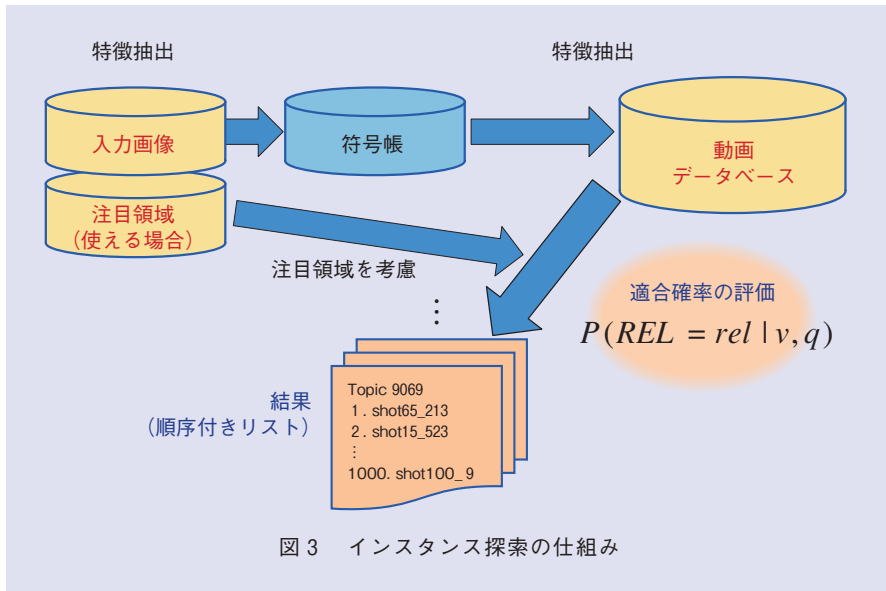 特徴抽出
特徴抽出
入力画像
符号帳
動画
データベース
注目領域
(使える場合)
注目領域を考慮
⋮
適合確率の評価
P(REL = rel | v, q)
結果
(順序付きリスト)
Topic 9069
1. shot65_213
2. shot15_523
⋮
1000. shot100_9
図3 インスタンス探索の仕組み